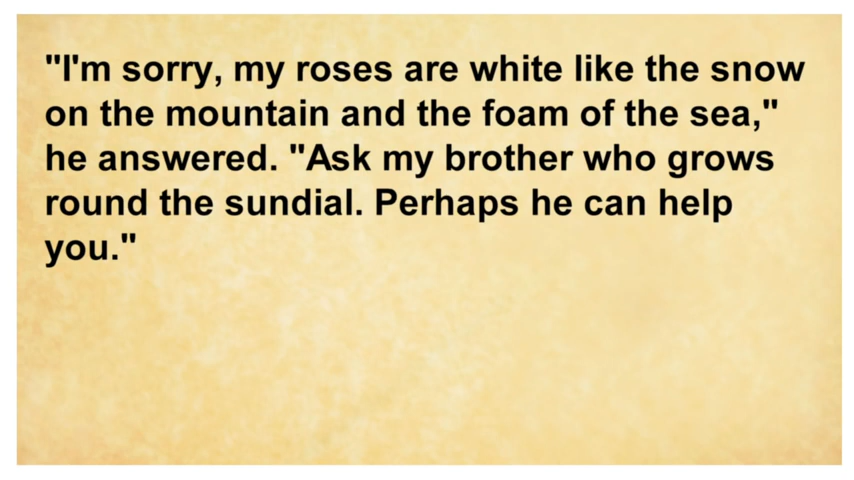 "I'm sorry, my roses are white like the snow
on the mountain and the foam of the sea,"
he answered. "Ask my brother who grows
round the sundial. Perhaps he can help
you."